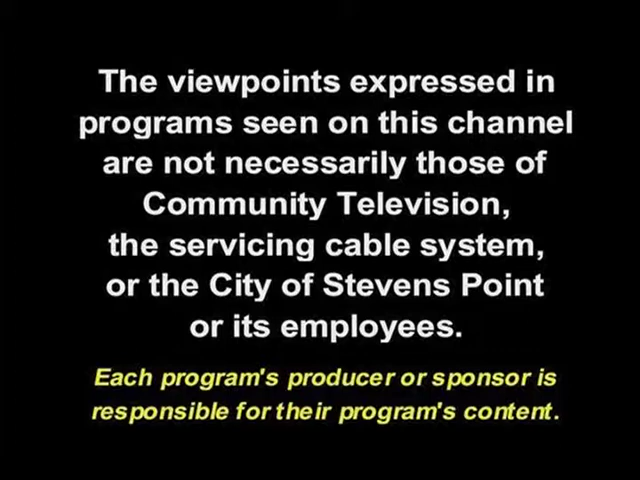 The viewpoints expressed in
programs seen on this channel
are not necessarily those of
Community Television,
the servicing cable system,
or the City of Stevens Point
or its employees.
Each program's producer or sponsor is
responsible for their program's content.